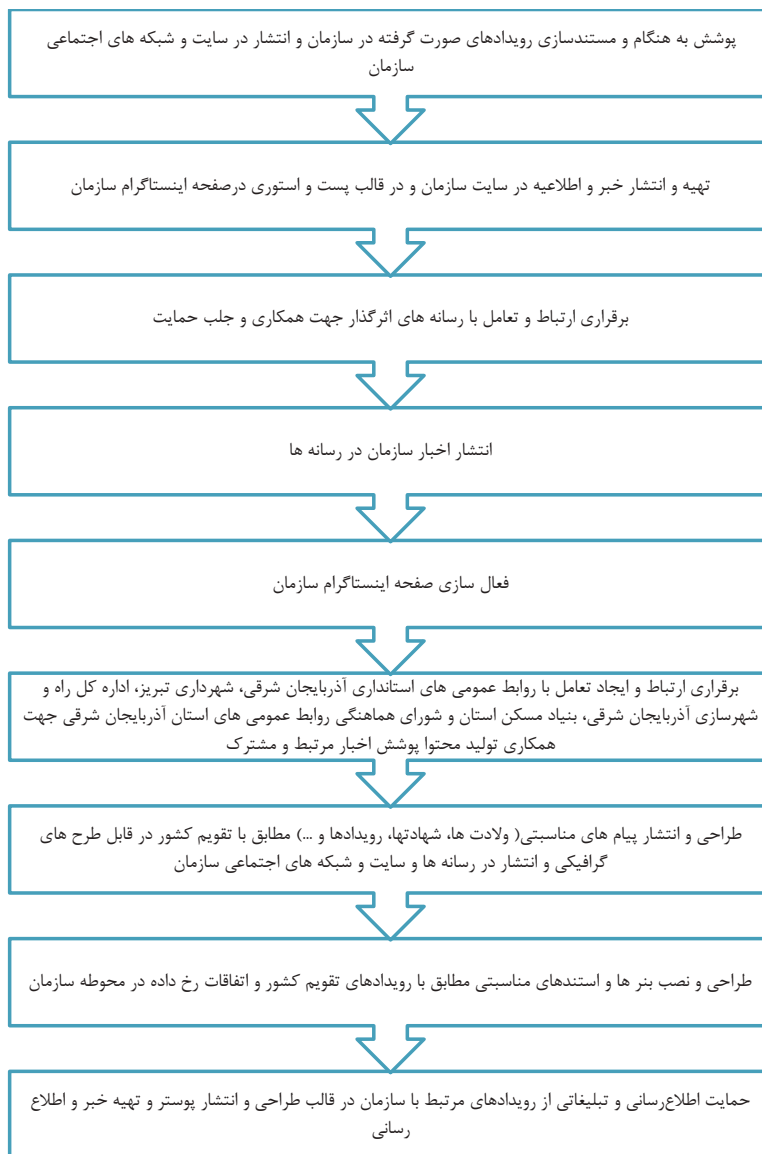 پوشش به هنگام و مستندسازی رویدادهای صورت گرفته در سازمان و انتشار در سایت و شبکه های اجتماعی
سازمان
تهیه و انتشار خبر و اطلاعیه در سایت سازمان و در قالب پست و استوری درصفحه اینستاگرام سازمان
برقراری ارتباط و تعامل با رسانه های اثرگذار جهت همکاری و جلب حمایت
انتشار اخبار سازمان در رسانه ها
فعال سازی صفحه اینستاگرام سازمان
برقراری ارتباط و ایجاد تعامل با روابط عمومی های استانداری آذربایجان شرقی، شهرداری تبریز، اداره کل راه و
شهرسازی آذربایجان شرقی، بنیاد مسکن استان و شورای هماهنگی روابط عمومی های استان آذربایجان شرقی جهت
همکاری تولید محتوا پوشش اخبار مرتبط و مشترک
طراحی و انتشار پیام های مناسبتی( ولادت ها، شهادتها، رویدادها و ...) مطابق با تقویم کشور در قابل طرح های
گرافیکی و انتشار در رسانه ها و سایت و شبکه های اجتماعی سازمان
طراحی و نصب بنر ها و استندهای مناسبتی مطابق با رویدادهای تقویم کشور و اتفاقات رخ داده در محوطه سازمان
حمایت اطلاع‌رسانی و تبلیغاتی از رویدادهای مرتبط با سازمان در قالب طراحی و انتشار پوستر و تهیه خبر و اطلاع
رسانی